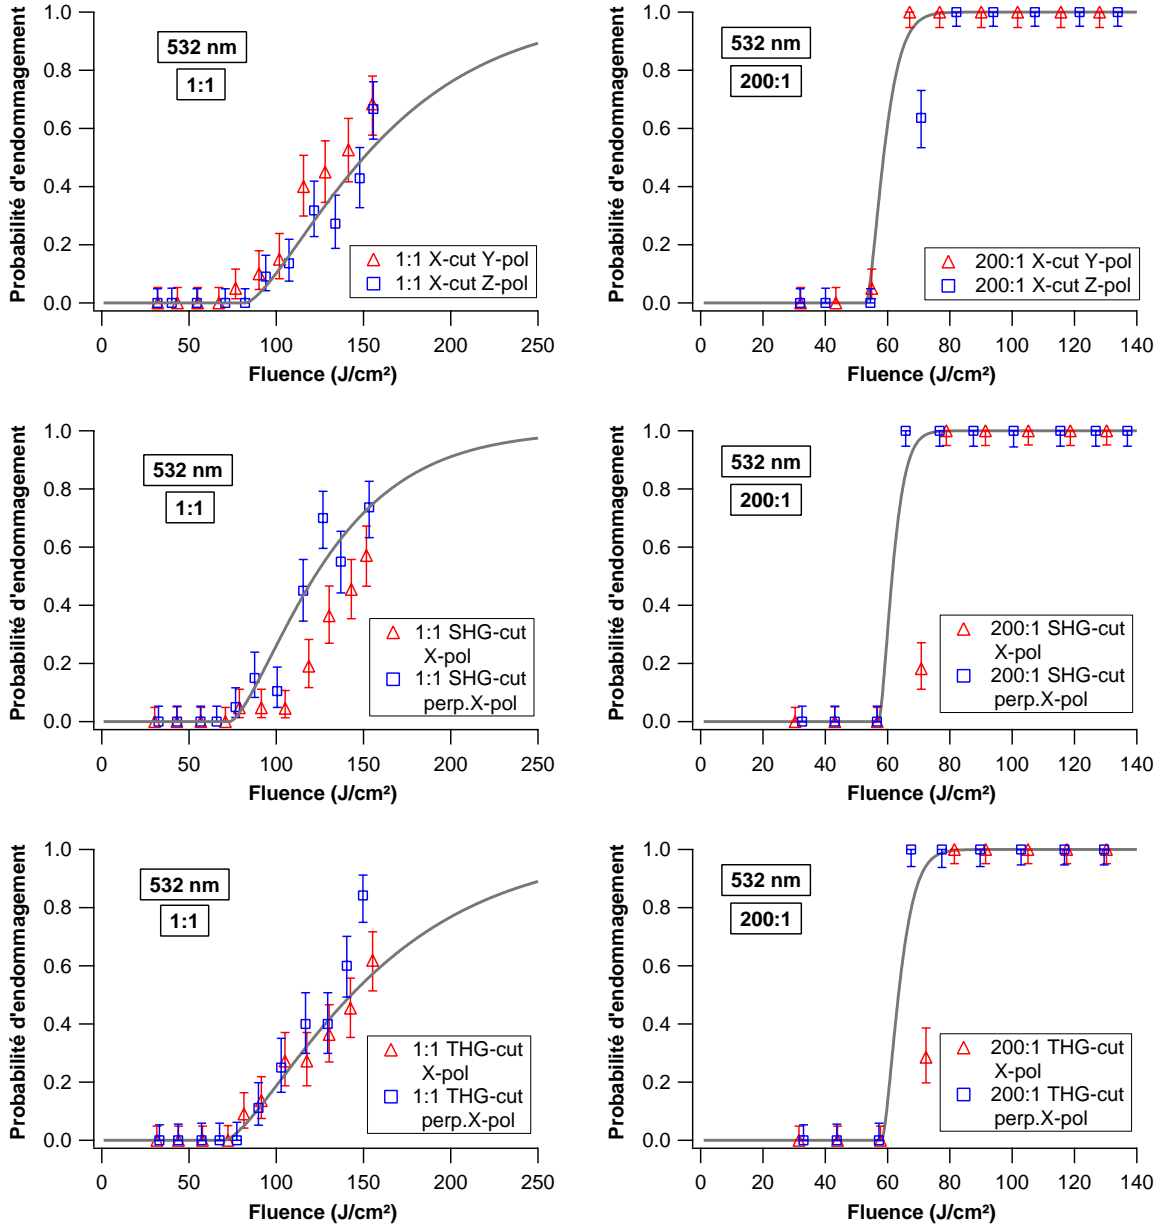 Probabilité d'endommagement
1.0
0.8
0.6
0.4
0.2
0.0
532 nm
1:1
1:1 X-cut Y-pol
1:1 X-cut Z-pol
0 50 100 150 200 250
Fluence (J/cm²)
Probabilité d'endommagement
1.0
0.8
0.6
0.4
0.2
0.0
532 nm
200:1
200:1 X-cut Y-pol
200:1 X-cut Z-pol
0 20 40 60 80 100 120 140
Fluence (J/cm²)
Probabilité d'endommagement
1.0
0.8
0.6
0.4
0.2
0.0
532 nm
1:1
1:1 SHG-cut
X-pol
1:1 SHG-cut
perp.X-pol
0 50 100 150 200 250
Fluence (J/cm²)
Probabilité d'endommagement
1.0
0.8
0.6
0.4
0.2
0.0
532 nm
200:1
200:1 SHG-cut
X-pol
200:1 SHG-cut
perp.X-pol
0 20 40 60 80 100 120 140
Fluence (J/cm²)
Probabilité d'endommagement
1.0
0.8
0.6
0.4
0.2
0.0
532 nm
1:1
1:1 THG-cut
X-pol
1:1 THG-cut
perp.X-pol
0 50 100 150 200 250
Fluence (J/cm²)
Probabilité d'endommagement
1.0
0.8
0.6
0.4
0.2
0.0
532 nm
200:1
200:1 THG-cut
X-pol
200:1 THG-cut
perp.X-pol
0 20 40 60 80 100 120 140
Fluence (J/cm²)